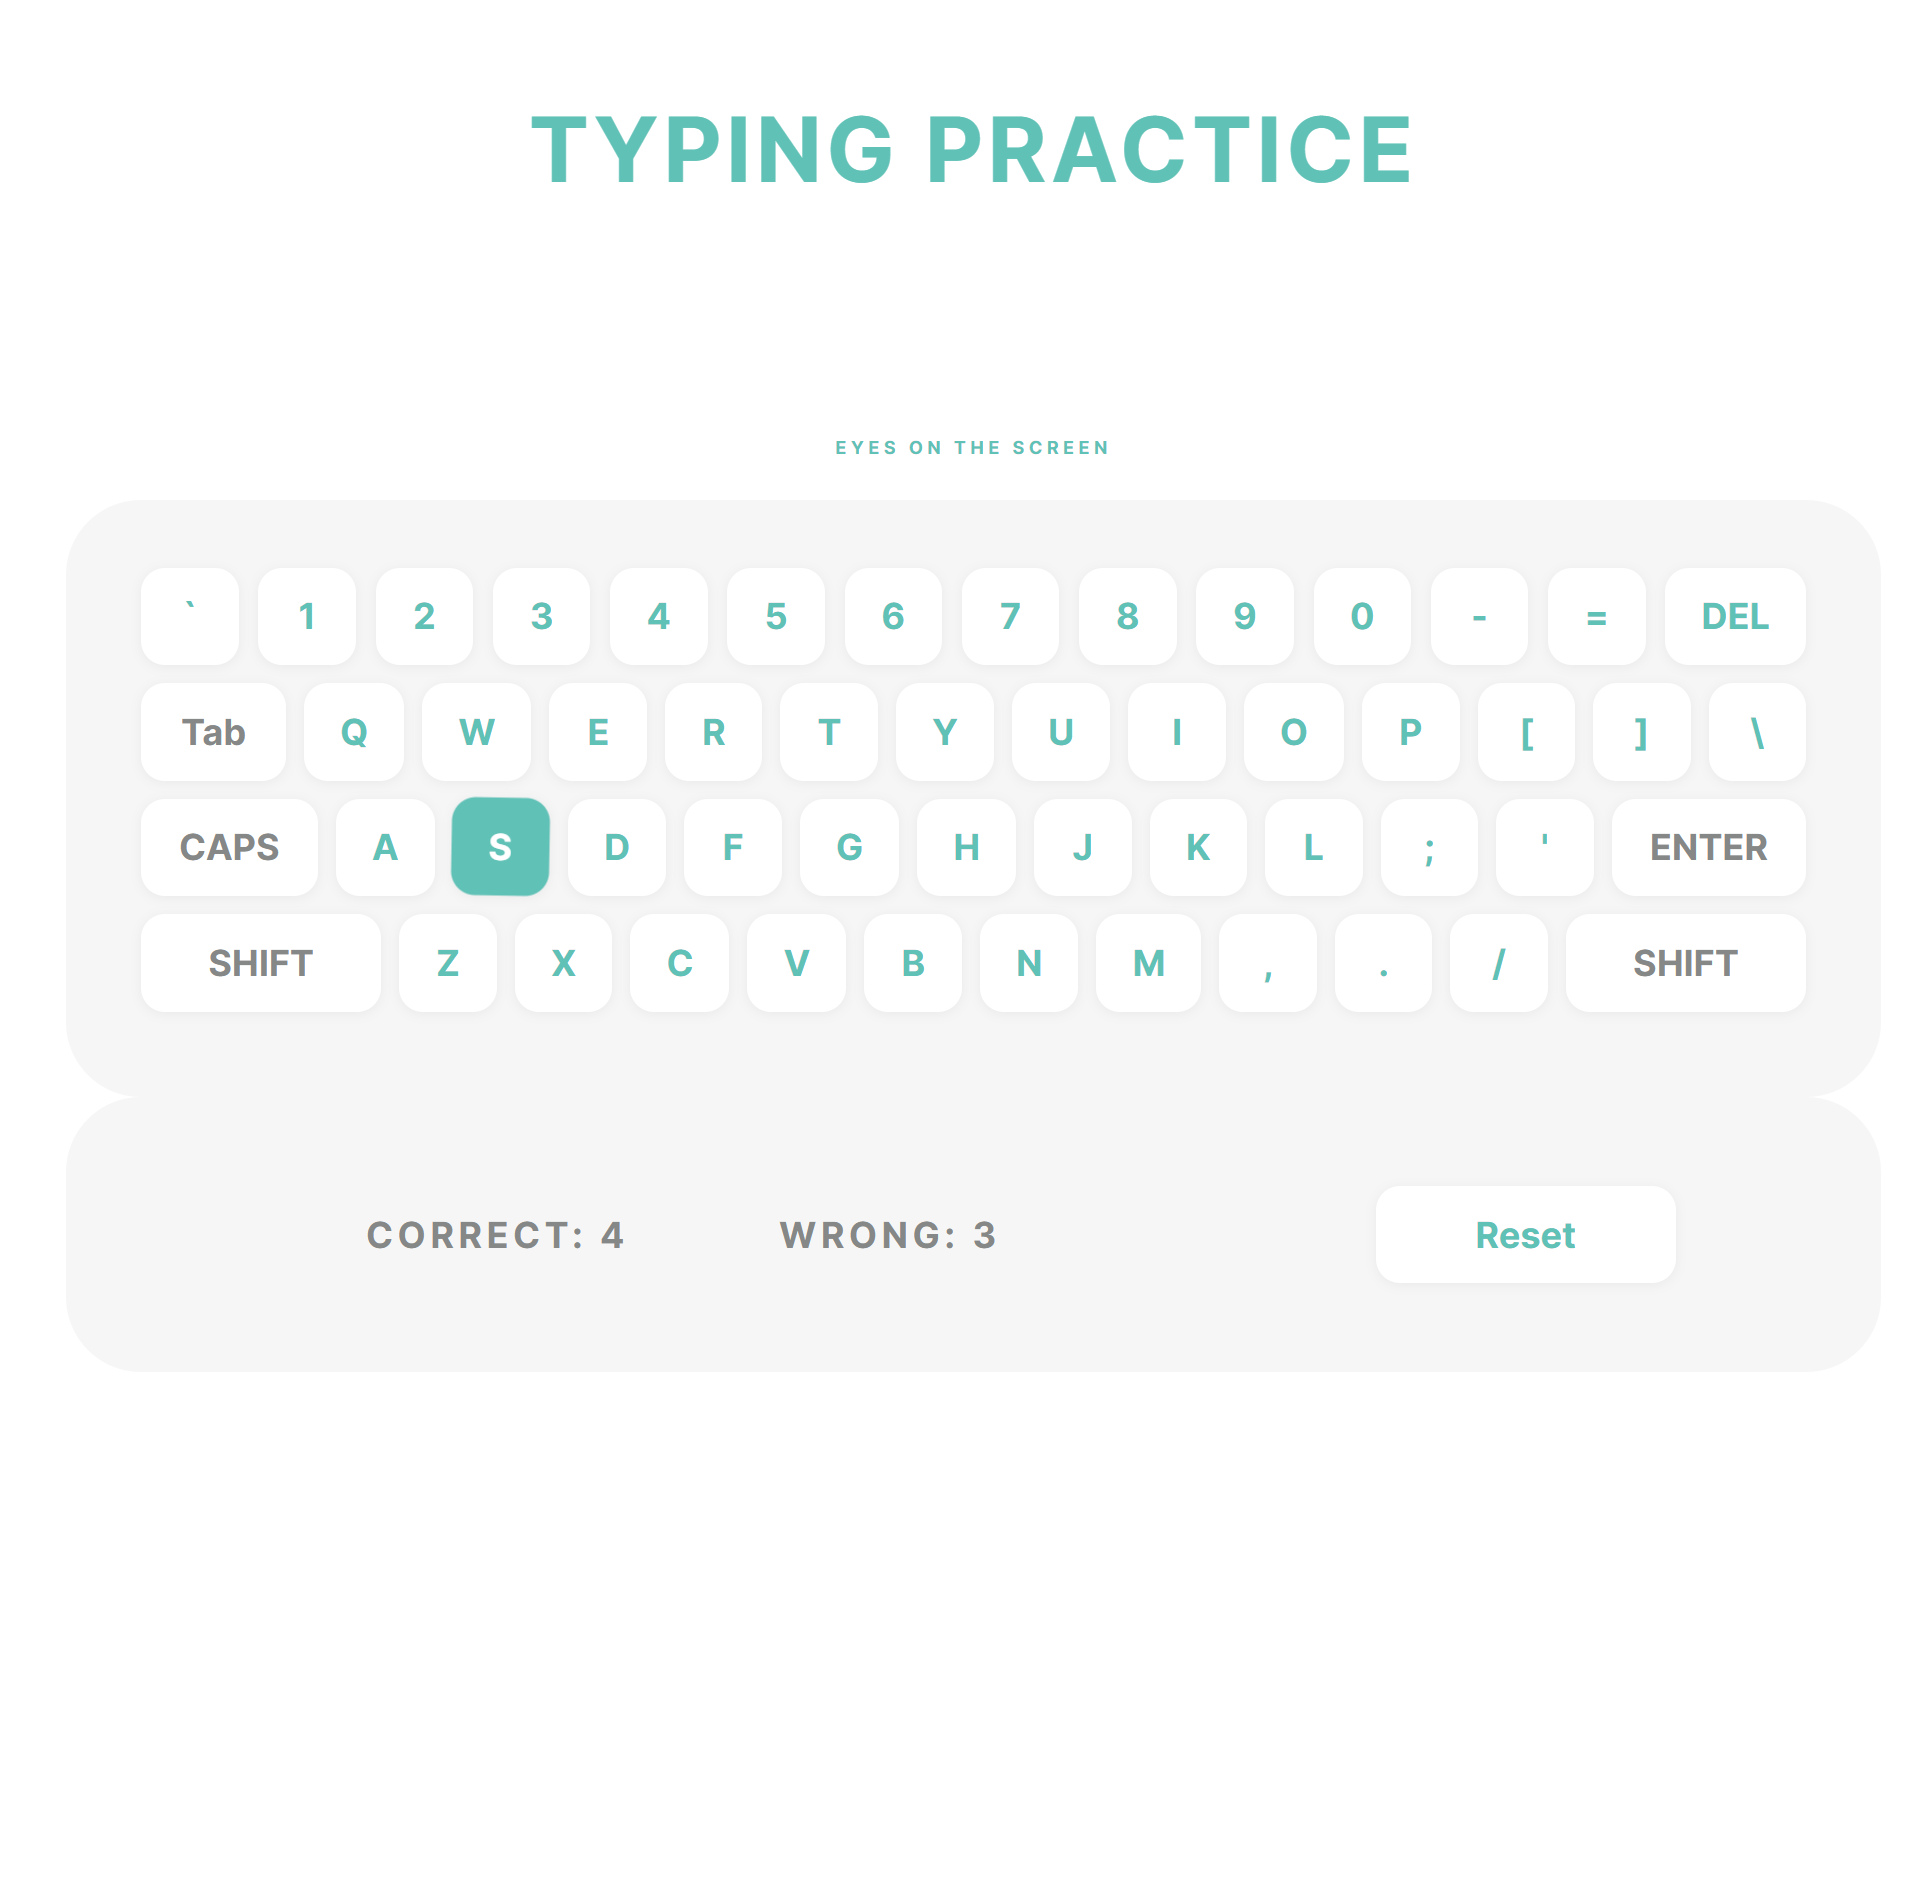 TYPING PRACTICE
EYES ON THE SCREEN
` 1 2 3 4 5 6 7 8 9 0 - = DEL
Tab Q W E R T Y U I O P [ ] \
CAPS A S D F G H J K L ; ' ENTER
SHIFT Z X C V B N M , . / SHIFT
CORRECT: 4 WRONG: 3 Reset